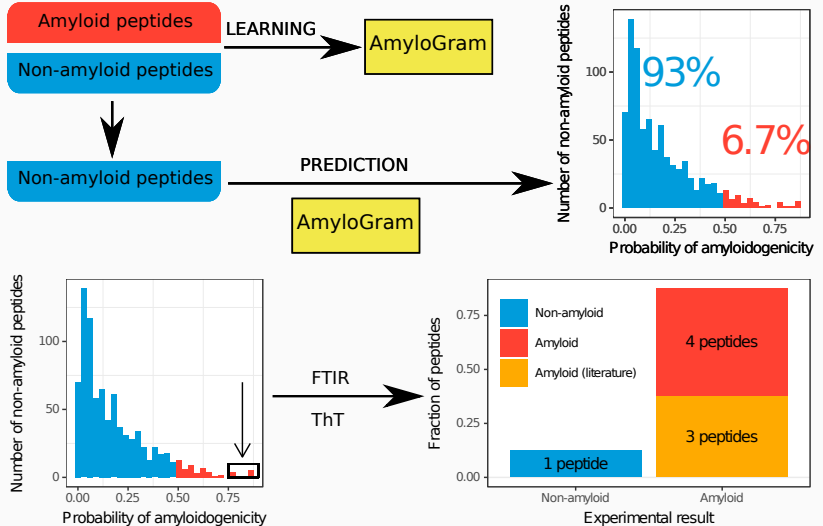 Amyloid peptides
LEARNING
AmyloGram
Non-amyloid peptides
Non-amyloid peptides
PREDICTION
AmyloGram
Number of non-amyloid peptides
100
50
0
93%
6.7%
0.00 0.25 0.50 0.75
Probability of amyloidogenicity
Number of non-amyloid peptides
100
50
0
0.00 0.25 0.50 0.75
Probability of amyloidogenicity
FTIR
ThT
Fraction of peptides
0.75
0.50
0.25
0.00
Non-amyloid
Amyloid
Amyloid (literature)
4 peptides
3 peptides
1 peptide
Non-amyloid Amyloid
Experimental result